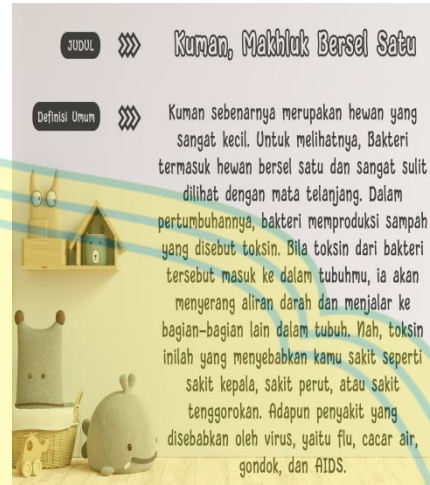 JUDUL
Kuman, Makhluk Bersel Satu
Definisi Umum
Kuman sebenarnya merupakan hewan yang
sangat kecil. Untuk melihatnya, Bakteri
termasuk hewan bersel satu dan sangat sulit
dilihat dengan mata telanjang. Dalam
pertumbuhannya, bakteri memproduksi sampah
yang disebut toksin. Bila toksin dari bakteri
tersebut masuk ke dalam tubuhmu, ia akan
menyerang aliran darah dan menjalar ke
bagian-bagian lain dalam tubuh. Nah, toksin
inilah yang menyebabkan kamu sakit seperti
sakit kepala, sakit perut, atau sakit
tenggorokan. Adapun penyakit yang
disebabkan oleh virus, yaitu flu, cacar air,
gondok, dan AIDS.